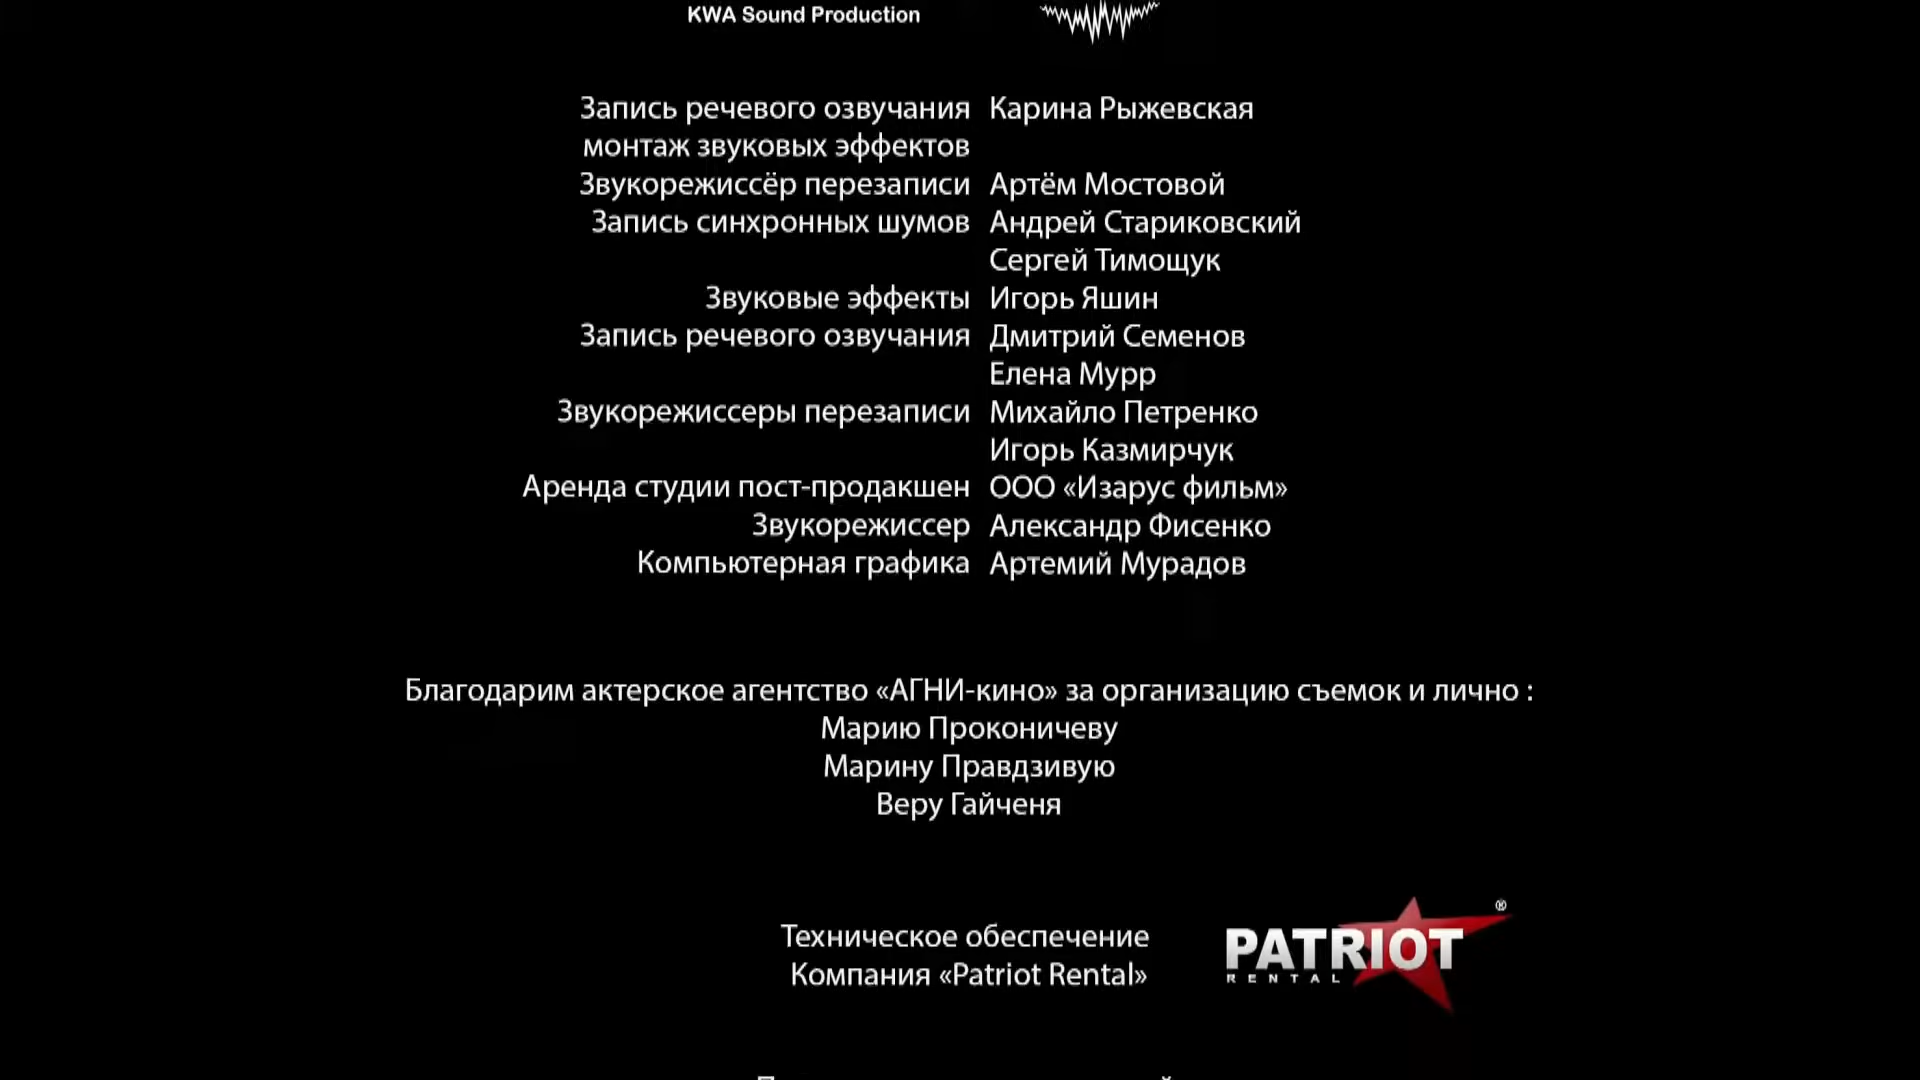 KWA Sound Production
Запись речевого озвучания Карина Рыжевская
монтаж звуковых эффектов
Звукорежиссёр перезаписи Артём Мостовой
Запись синхронных шумов Андрей Стариковский
Сергей Тимощук
Звуковые эффекты Игорь Яшин
Запись речевого озвучания Дмитрий Семенов
Елена Мурр
Звукорежиссеры перезаписи Михайло Петренко
Игорь Казмирчук
Аренда студии пост-продакшен ООО «Изарус фильм»
Звукорежиссер Александр Фисенко
Компьютерная графика Артемий Мурадов
Благодарим актерское агентство «АГНИ-кино» за организацию съемок и лично :
Марию Проконичеву
Марину Правдзивую
Веру Гайченя
Техническое обеспечение
Компания «Patriot Rental»
PATRIOT ®
RENTAL